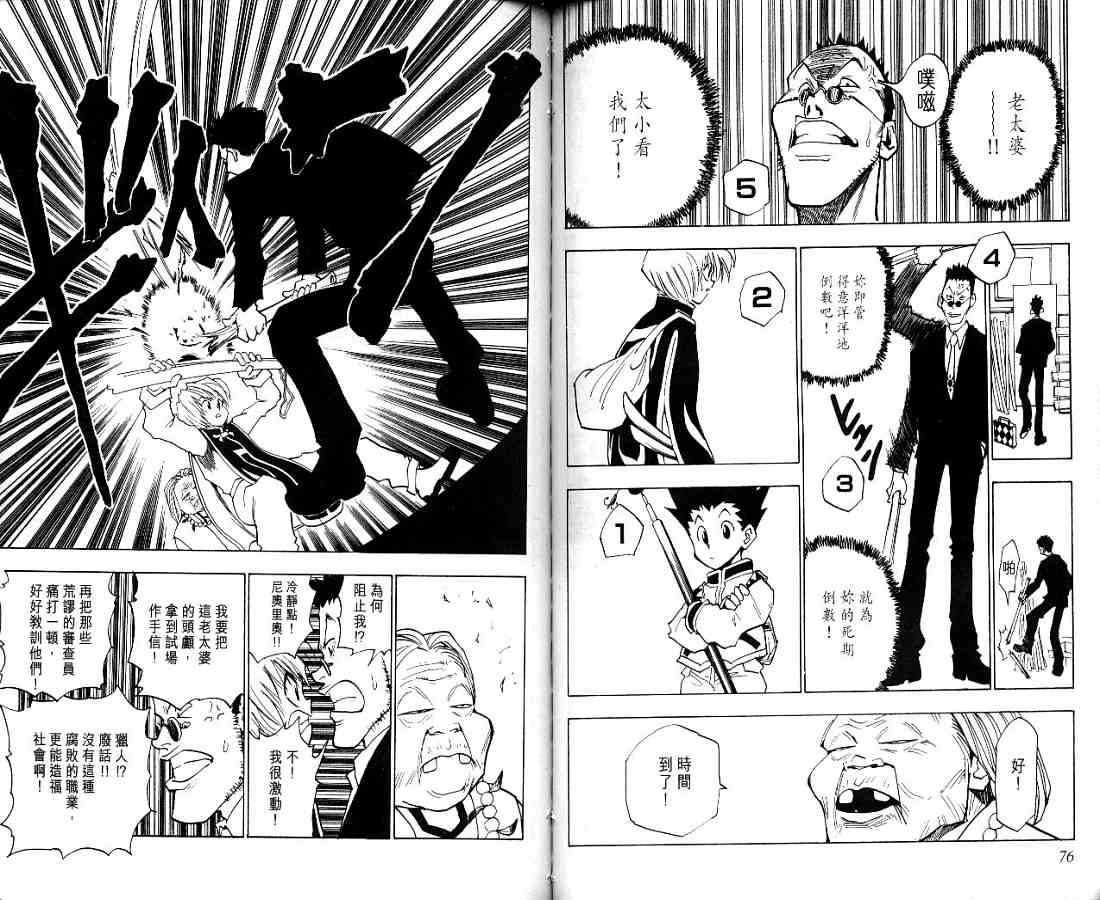 老太婆
~~!!
噗嗞
太小看
我們了!
5
4
妳即管
得意洋洋地
倒數吧!
3
就為
妳的死期
倒數!
啪
2
1
好!
時間
到了!
76
ガキィン
為何
阻止我!?
冷靜點!
尼奧里奧!!
不!
我很激動!
我要把
這老太婆
的頭顱,
拿到試場
作手信!
再把那些
荒謬的審查員
痛打一頓,
好好教訓他們!
獵人!?
廢話!!
沒有這種
腐敗的職業,
更能造福
社會啊!